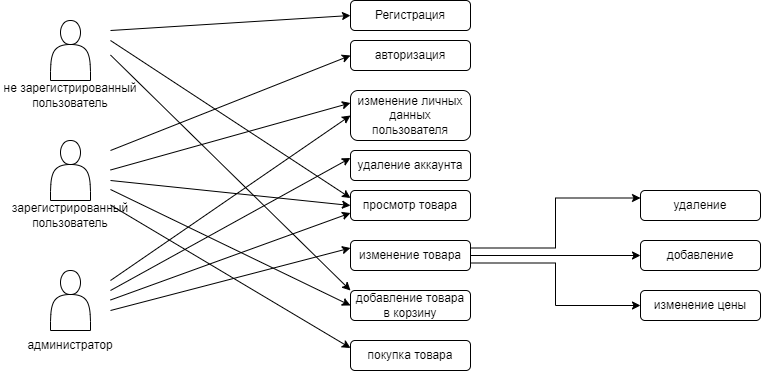 Регистрация
авторизация
не зарегистрированный
пользователь
изменение личных
данных
пользователя
удаление аккаунта
зарегистрированный
пользователь
просмотр товара
удаление
изменение товара
добавление
добавление товара
в корзину
изменение цены
администратор
покупка товара